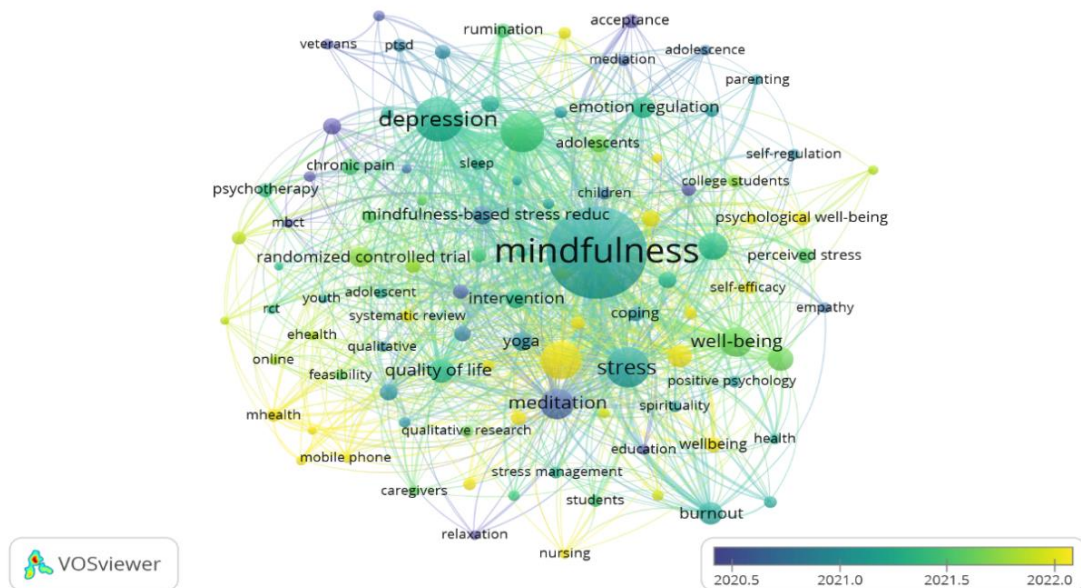 acceptance
rumination
veterans
ptsd
adolescence
mediation
parenting
emotion regulation
depression
adolescents
self-regulation
sleep
chronic pain
college students
psychotherapy
children
mindfulness-based stress reduc
psychological well-being
mbct
mindfulness
randomized controlled trial
perceived stress
self-efficacy
adolescent
youth
intervention
rct
systematic review
coping
empathy
ehealth
qualitative
yoga
well-being
online
feasibility
quality of life
stress
positive psychology
meditation
spirituality
mhealth
qualitative research
education
wellbeing
health
mobile phone
stress management
caregivers
students
burnout
relaxation
nursing
VOSviewer
2020.5 2021.0 2021.5 2022.0